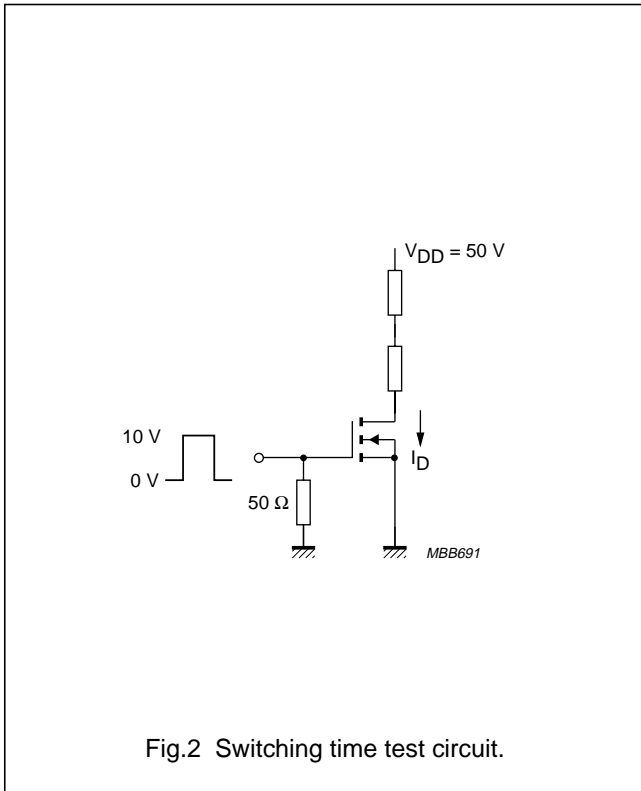 VDD = 50 V
10 V
0 V
50 Ω
ID
MBB691
Fig.2 Switching time test circuit.